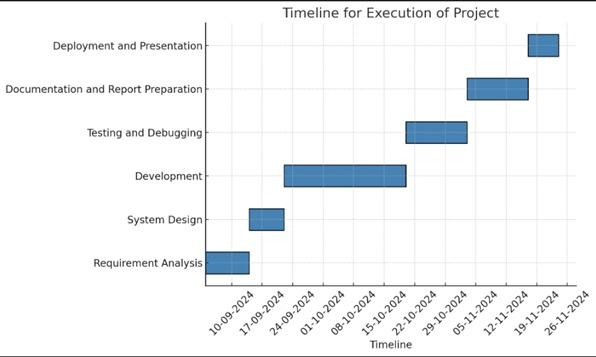 Timeline for Execution of Project
Deployment and Presentation
Documentation and Report Preparation
Testing and Debugging
Development
System Design
Requirement Analysis
10-09-2024
17-09-2024
24-09-2024
01-10-2024
08-10-2024
15-10-2024
22-10-2024
29-10-2024
05-11-2024
12-11-2024
19-11-2024
26-11-2024
Timeline